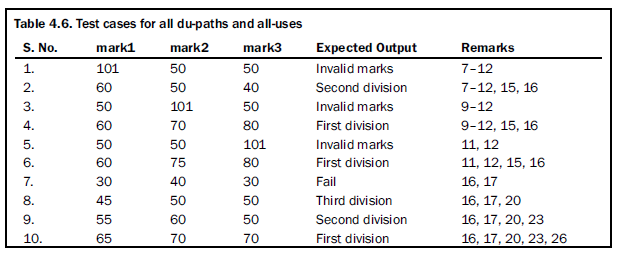 Table 4.6. Test cases for all du-paths and all-uses
S. No. mark1 mark2 mark3 Expected Output Remarks
1. 101 50 50 Invalid marks 7–12
2. 60 50 40 Second division 7–12, 15, 16
3. 50 101 50 Invalid marks 9–12
4. 60 70 80 First division 9–12, 15, 16
5. 50 50 101 Invalid marks 11, 12
6. 60 75 80 First division 11, 12, 15, 16
7. 30 40 30 Fail 16, 17
8. 45 50 50 Third division 16, 17, 20
9. 55 60 50 Second division 16, 17, 20, 23
10. 65 70 70 First division 16, 17, 20, 23, 26